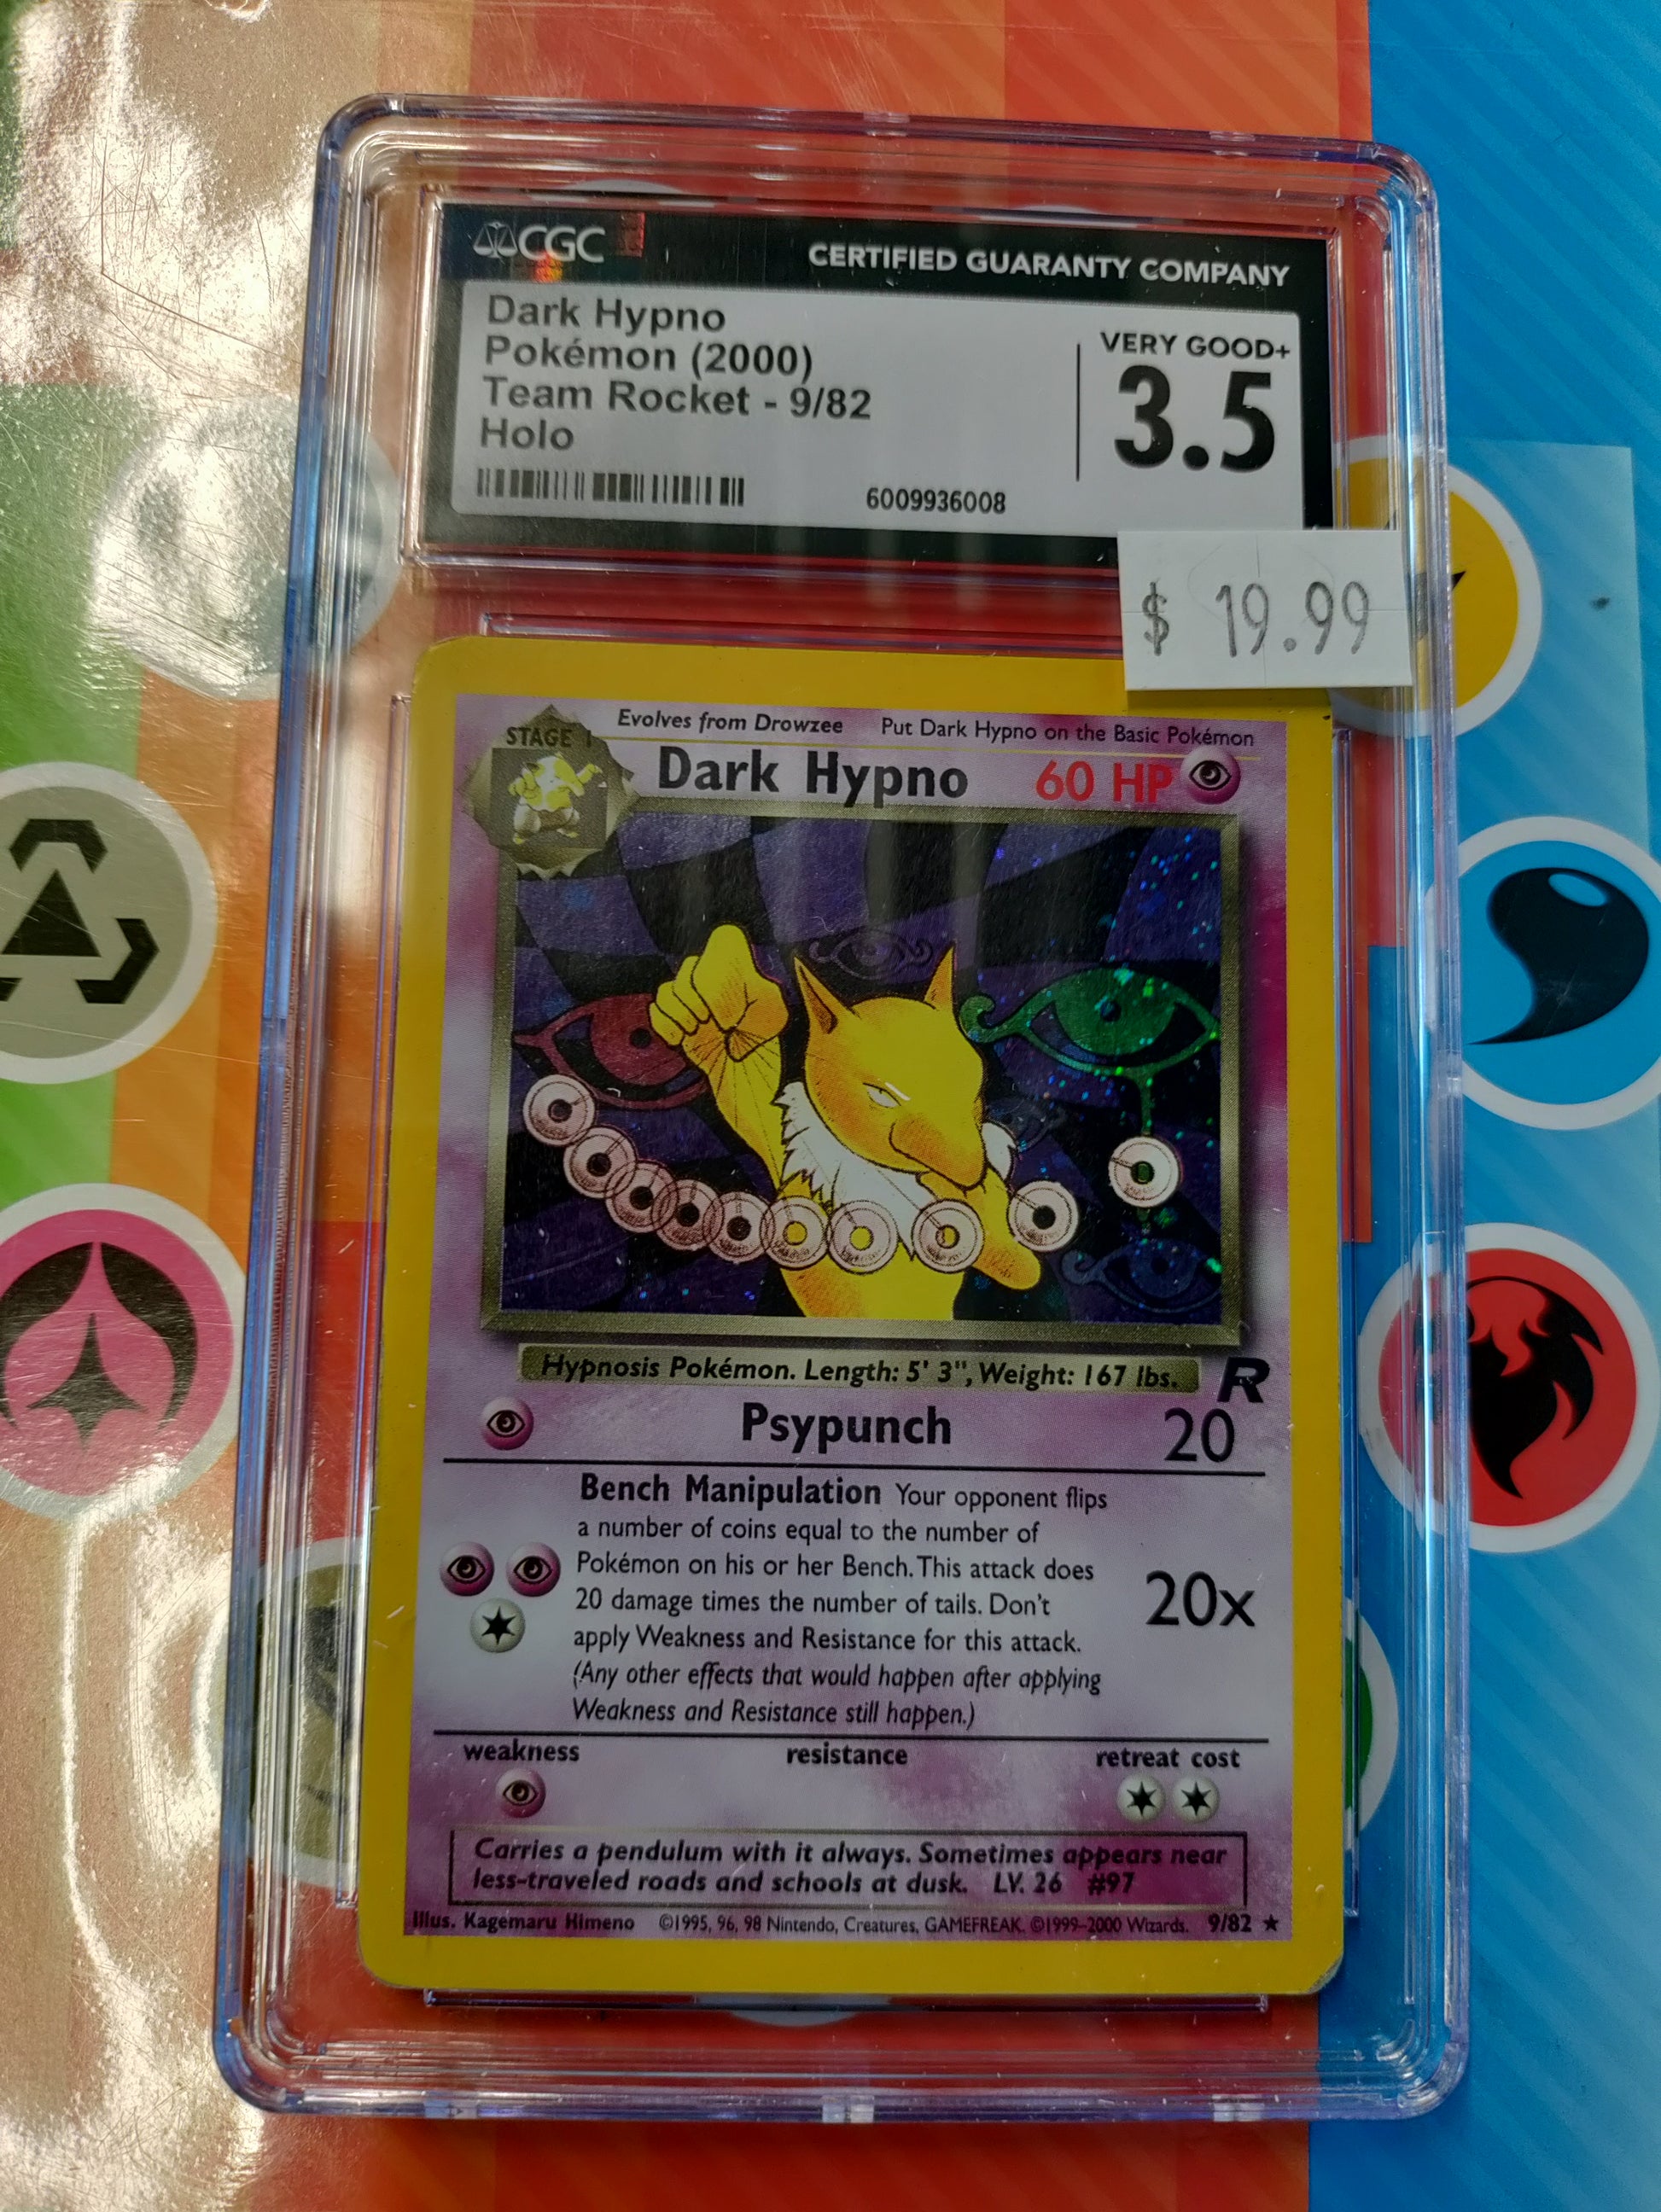 CGC
CERTIFIED GUARANTY COMPANY
Dark Hypno
Pokémon (2000)
Team Rocket - 9/82
Holo
VERY GOOD+
3.5
6009936008
$ 19.99
Evolves from Drowzee Put Dark Hypno on the Basic Pokémon
STAGE 1
Dark Hypno 60 HP
Hypnosis Pokémon. Length: 5' 3", Weight: 167 lbs.
R
Psypunch 20
Bench Manipulation Your opponent flips
a number of coins equal to the number of
Pokémon on his or her Bench. This attack does
20 damage times the number of tails. Don't
apply Weakness and Resistance for this attack.
(Any other effects that would happen after applying
Weakness and Resistance still happen.)
20x
weakness resistance retreat cost
Carries a pendulum with it always. Sometimes appears near
less-traveled roads and schools at dusk. LV. 26 #97
Illus. Kagemaru Himeno ©1995, 96, 98 Nintendo, Creatures, GAMEFREAK. ©1999-2000 Wizards. 9/82 ★